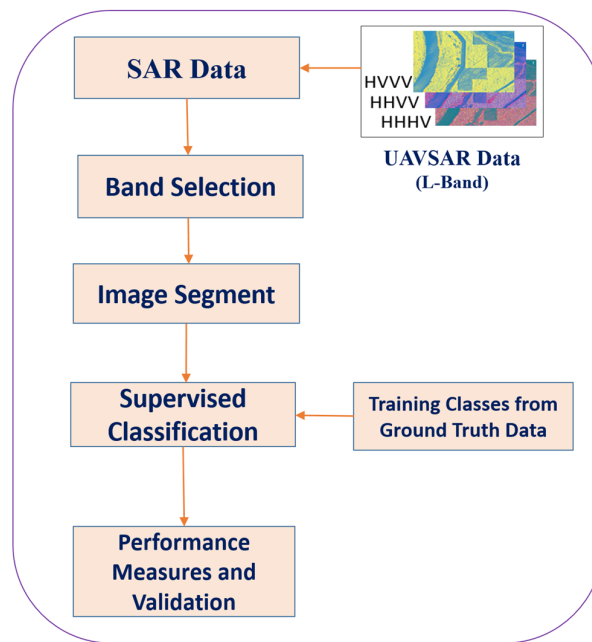 SAR Data
HVVV
HHVV
HHHV
UAVSAR Data
(L-Band)
Band Selection
Image Segment
Supervised
Classification
Training Classes from
Ground Truth Data
Performance
Measures and
Validation